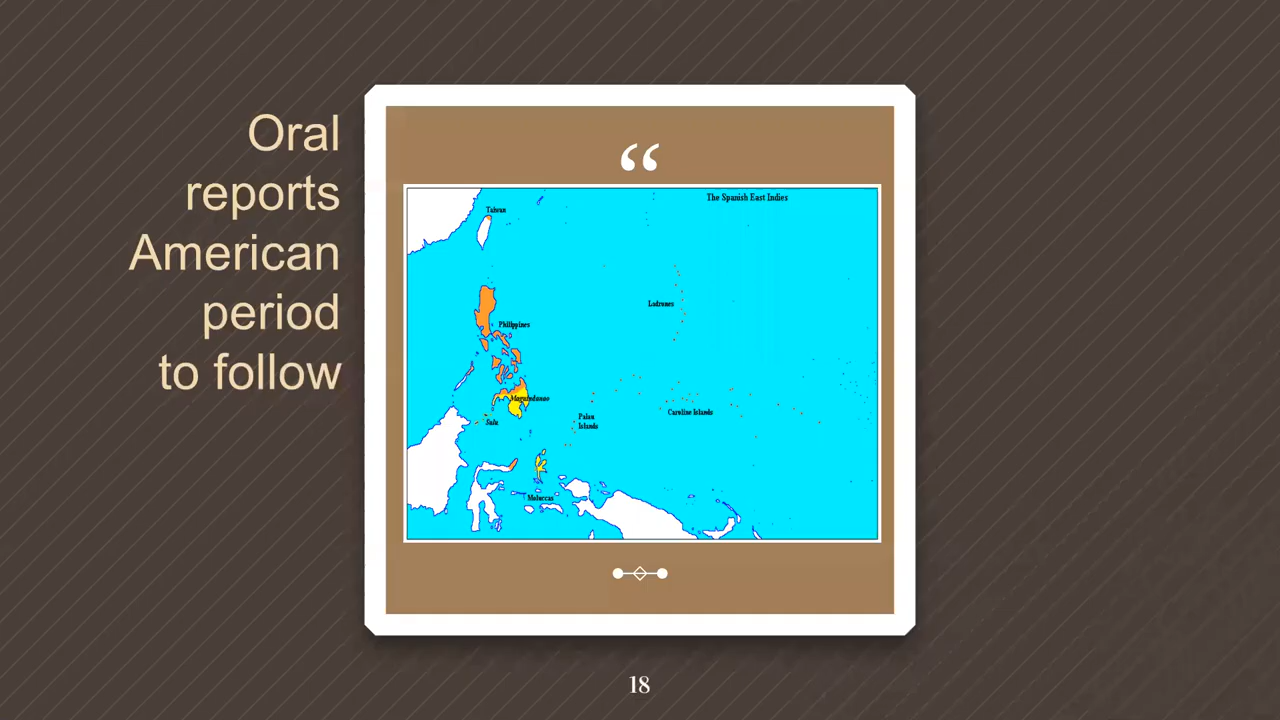 Oral
reports
American
period
to follow
“
The Spanish East Indies
Taiwan
Ladrones
Philippines
Maguindanao
Sulu
Palau
Islands
Caroline Islands
Moluccas
18